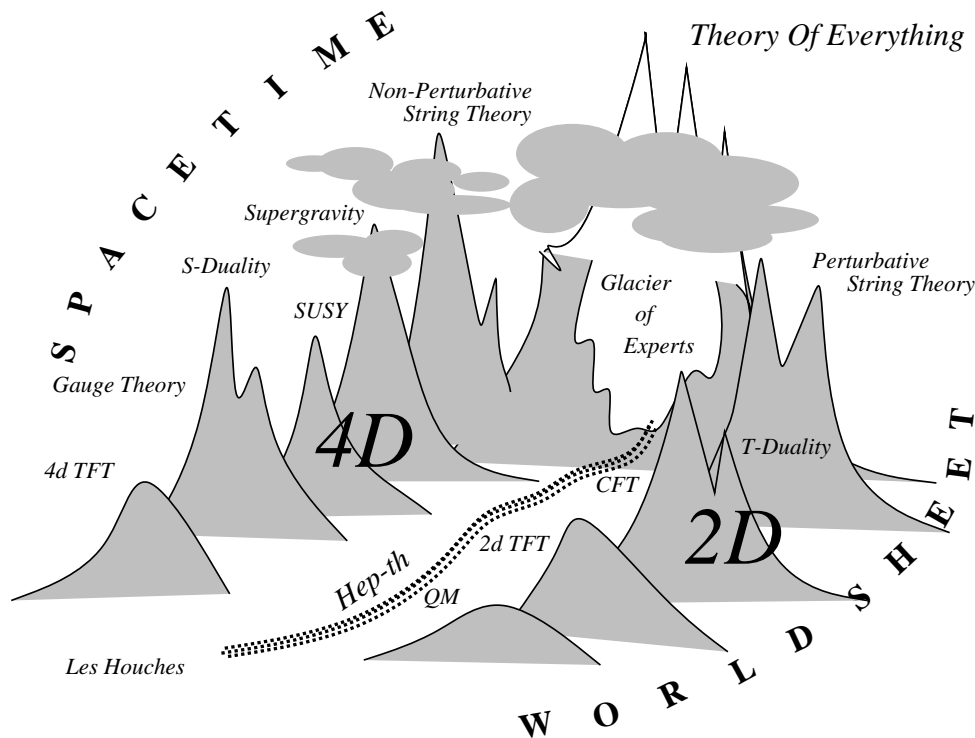 Theory Of Everything
SPACETIME
Non-Perturbative
String Theory
Supergravity
S-Duality
Perturbative
String Theory
Glacier
of
Experts
SUSY
Gauge Theory
4D
T-Duality
4d TFT
CFT
2D
2d TFT
Hep-th
QM
Les Houches
WORLDSHEET